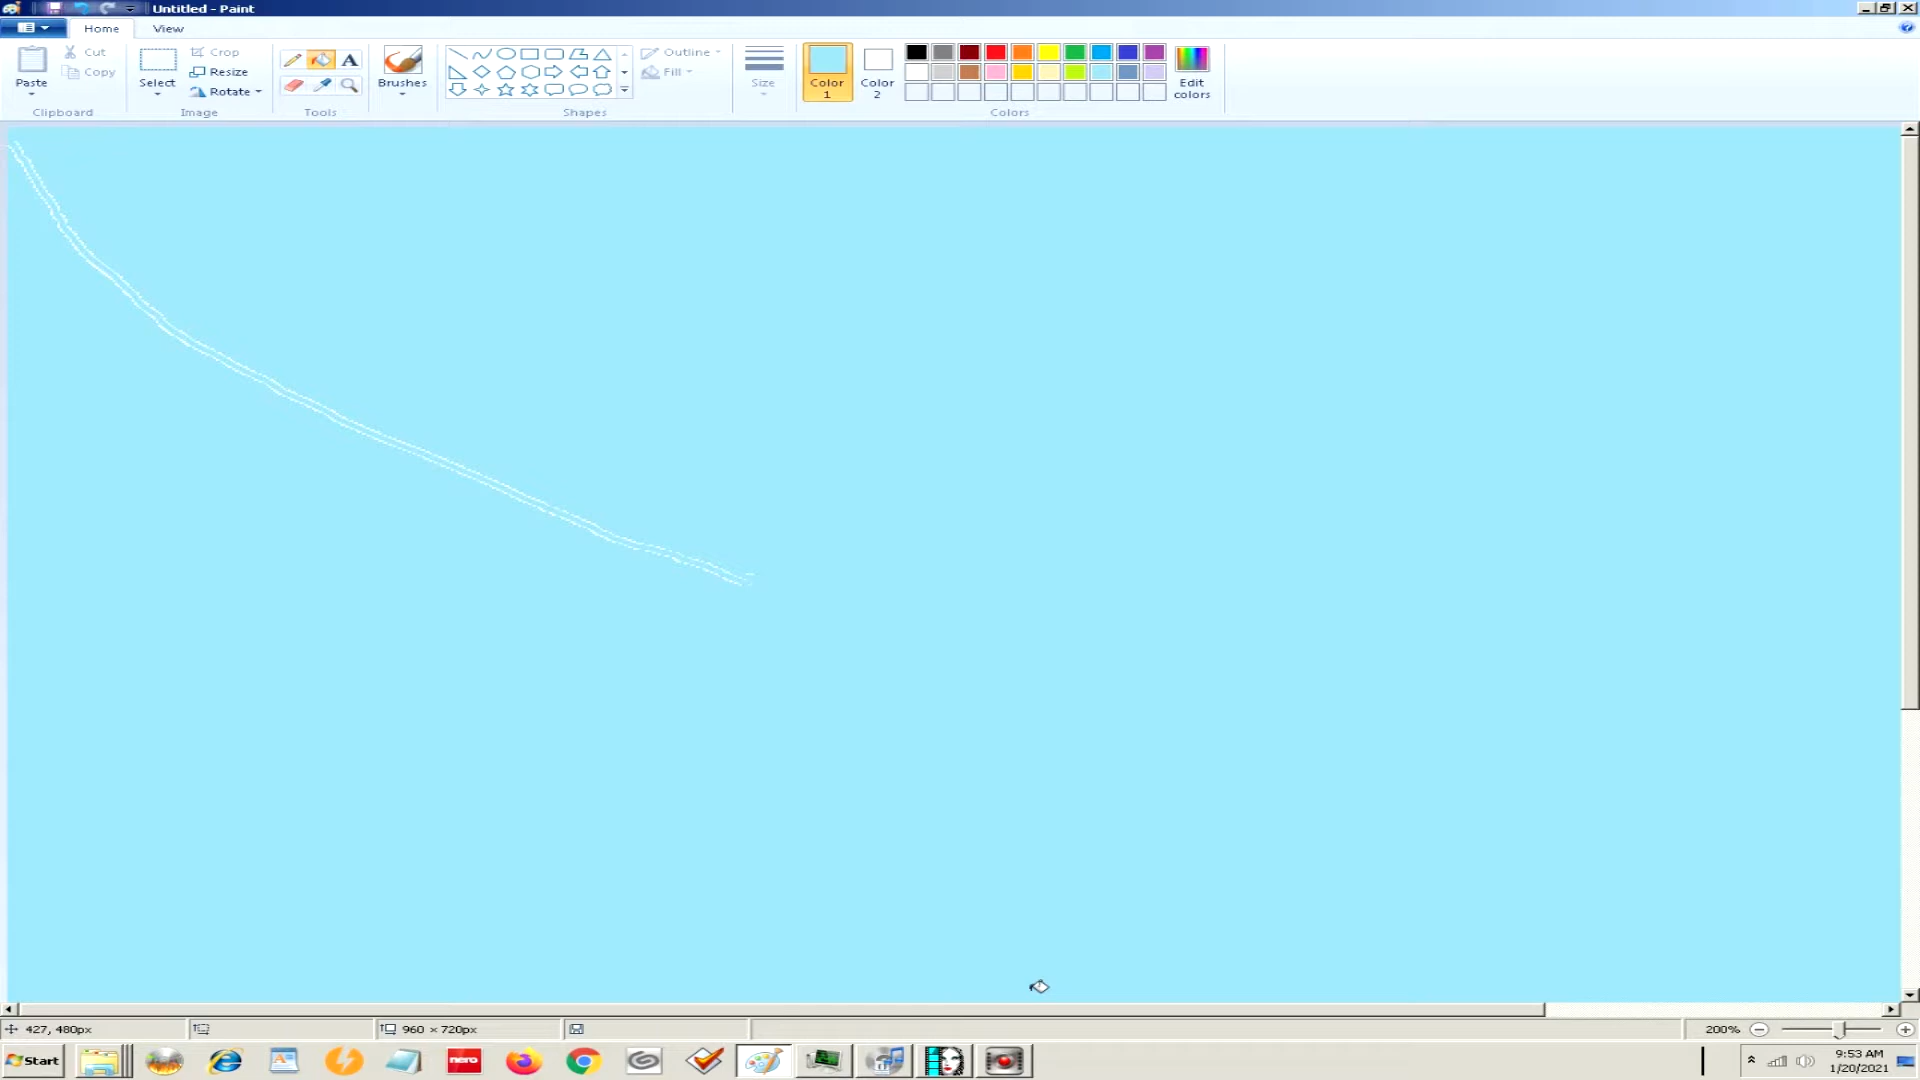 Untitled - Paint
Home View
Paste
Cut
Copy
Clipboard
Select
Crop
Resize
Rotate
Image
A
Tools
Brushes
Shapes
Outline
Fill
Size
Color 1
Color 2
Edit colors
Colors
427, 480px
960 × 720px
200%
Start
nero
9:53 AM
1/20/2021